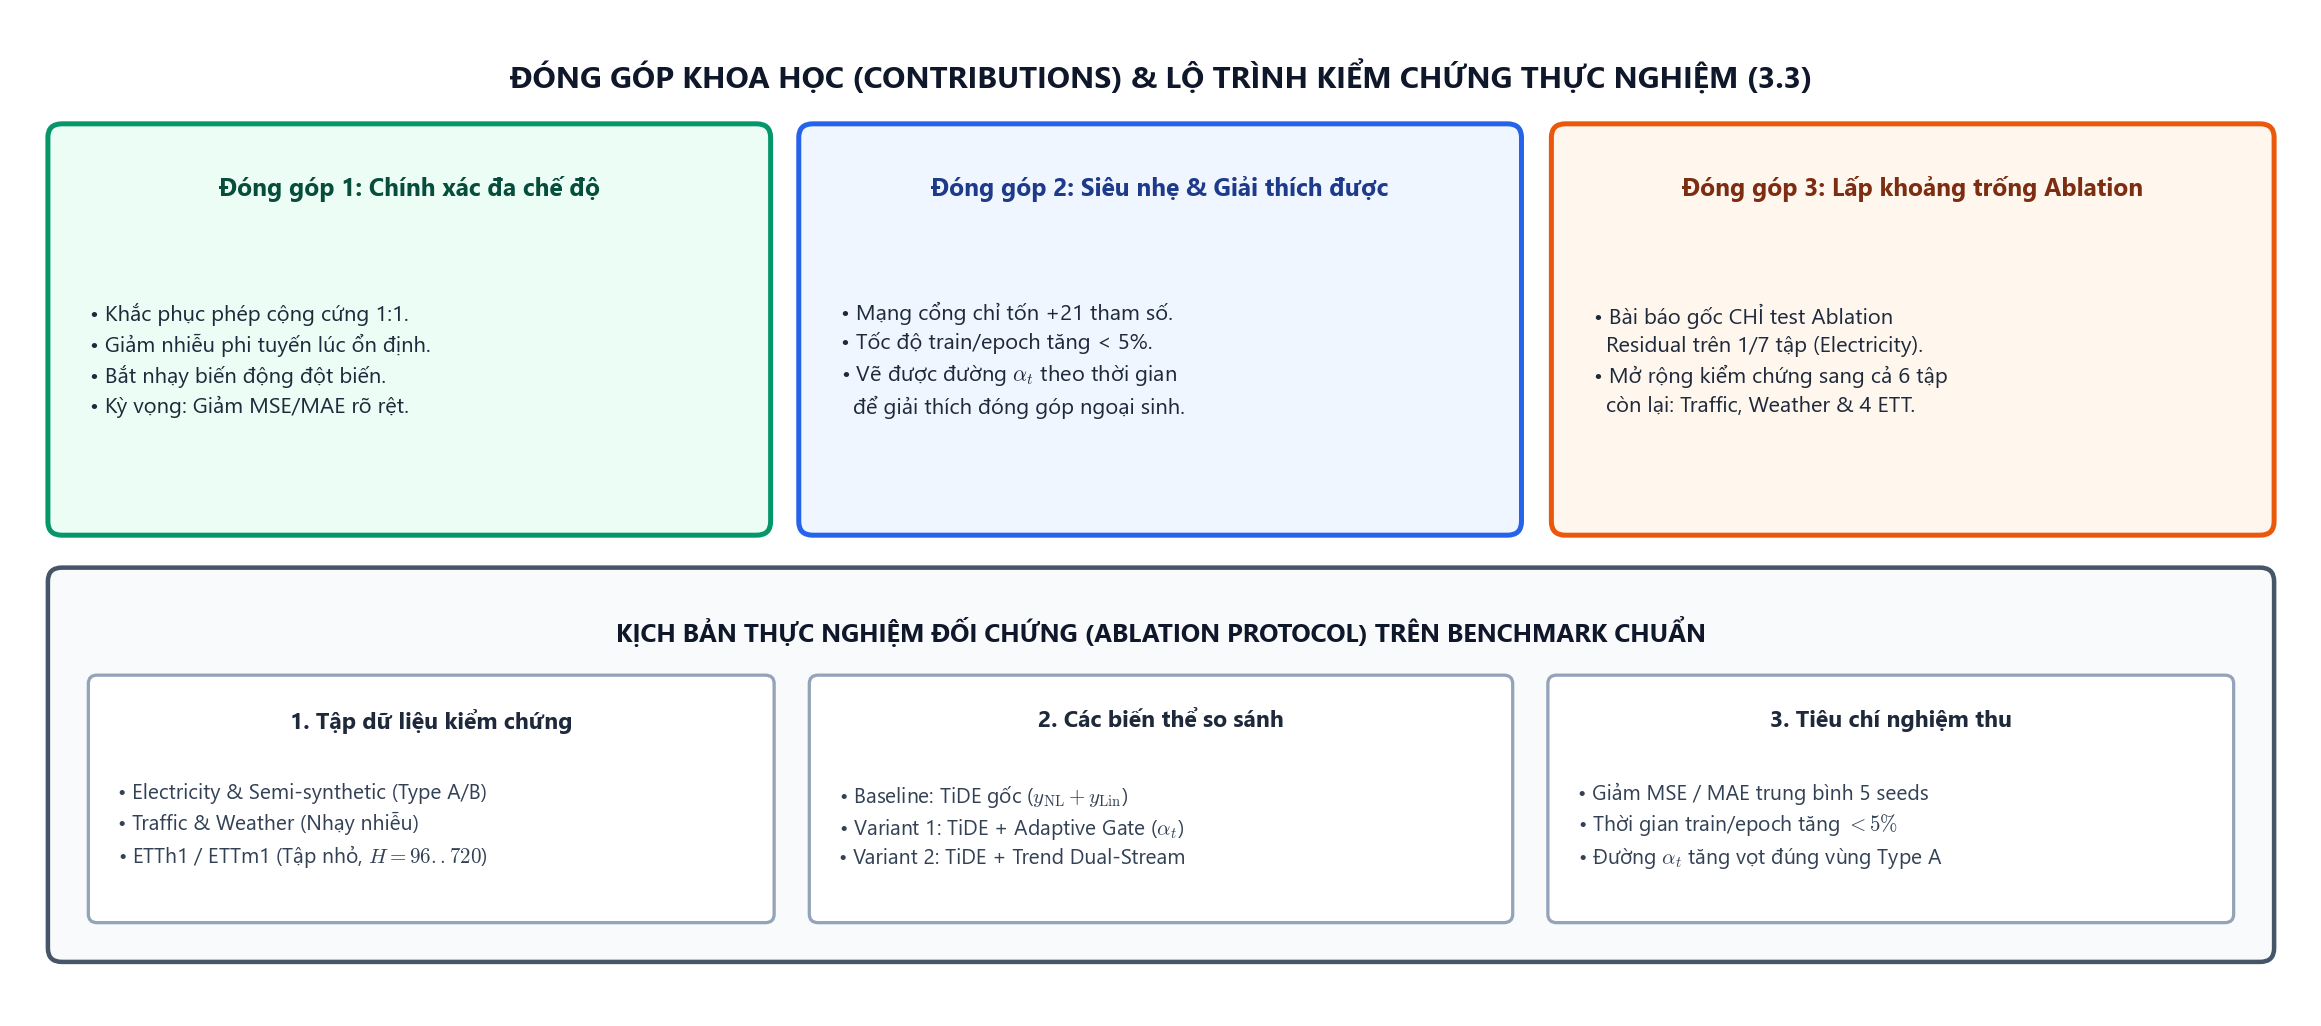 ĐÓNG GÓP KHOA HỌC (CONTRIBUTIONS) & LỘ TRÌNH KIỂM CHỨNG THỰC NGHIỆM (3.3)
Đóng góp 1: Chính xác đa chế độ
• Khắc phục phép cộng cứng 1:1.
• Giảm nhiễu phi tuyến lúc ổn định.
• Bắt nhạy biến động đột biến.
• Kỳ vọng: Giảm MSE/MAE rõ rệt.
Đóng góp 2: Siêu nhẹ & Giải thích được
• Mạng cổng chỉ tốn +21 tham số.
• Tốc độ train/epoch tăng < 5%.
• Vẽ được đường αₜ theo thời gian
để giải thích đóng góp ngoại sinh.
Đóng góp 3: Lấp khoảng trống Ablation
• Bài báo gốc CHỈ test Ablation
Residual trên 1/7 tập (Electricity).
• Mở rộng kiểm chứng sang cả 6 tập
còn lại: Traffic, Weather & 4 ETT.
KỊCH BẢN THỰC NGHIỆM ĐỐI CHỨNG (ABLATION PROTOCOL) TRÊN BENCHMARK CHUẨN
1. Tập dữ liệu kiểm chứng
• Electricity & Semi-synthetic (Type A/B)
• Traffic & Weather (Nhạy nhiễu)
• ETTh1 / ETTm1 (Tập nhỏ, H = 96..720)
2. Các biến thể so sánh
• Baseline: TiDE gốc (y_NL + y_Lin)
• Variant 1: TiDE + Adaptive Gate (αₜ)
• Variant 2: TiDE + Trend Dual-Stream
3. Tiêu chí nghiệm thu
• Giảm MSE / MAE trung bình 5 seeds
• Thời gian train/epoch tăng < 5%
• Đường αₜ tăng vọt đúng vùng Type A